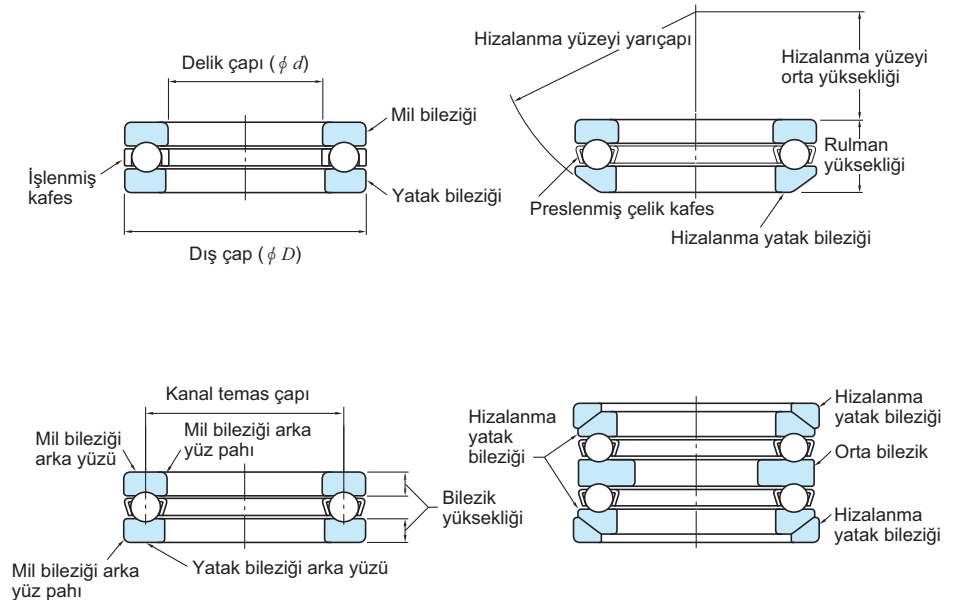 Delik çapı (ϕ d)
Mil bileziği
İşlenmiş
kafes
Yatak bileziği
Dış çap (ϕ D)
Hizalanma yüzeyi yarıçapı
Hizalanma yüzeyi
orta yüksekliği
Rulman
yüksekliği
Preslenmiş çelik kafes
Hizalanma yatak bileziği
Kanal temas çapı
Mil bileziği
arka yüzü
Mil bileziği arka
yüz pahı
Bilezik
yüksekliği
Mil bileziği arka
yüz pahı
Yatak bileziği arka yüzü
Hizalanma
yatak
bileziği
Hizalanma
yatak bileziği
Orta bilezik
Hizalanma
yatak bileziği